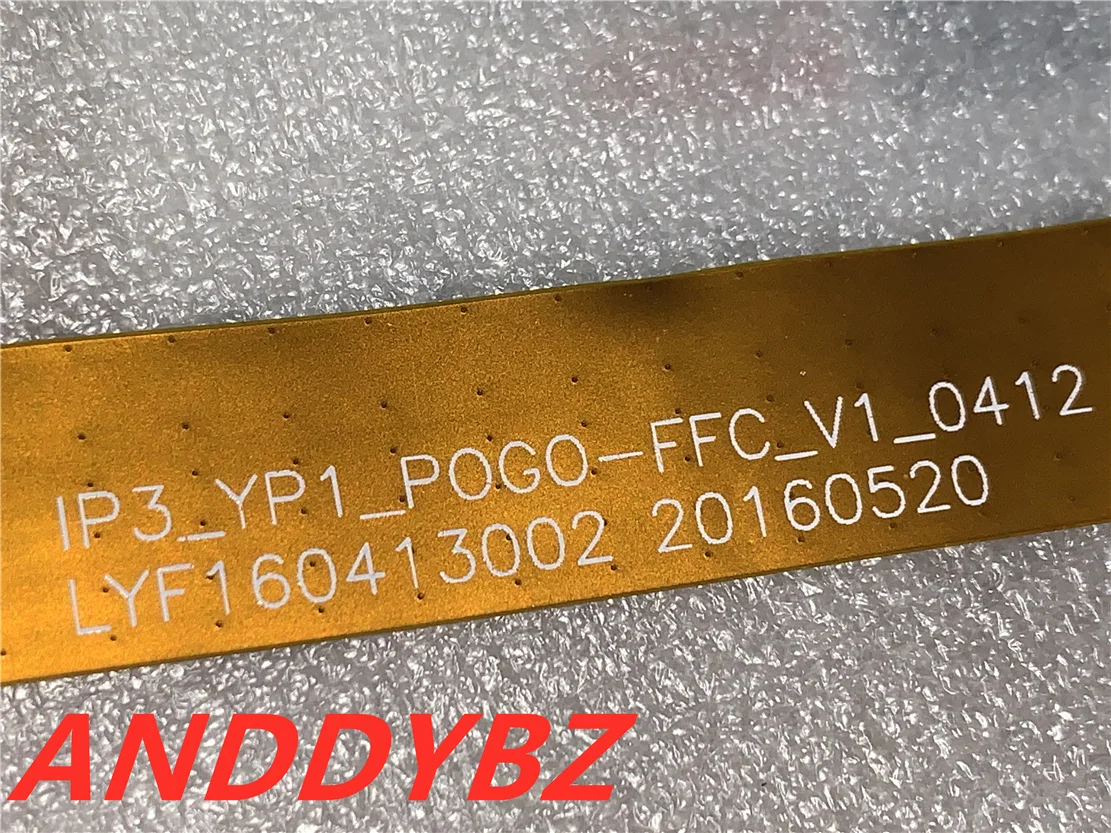 IP3_YP1_POGO-FFC_V1_0412
LYF160413002 20160520
ANDDYBZ